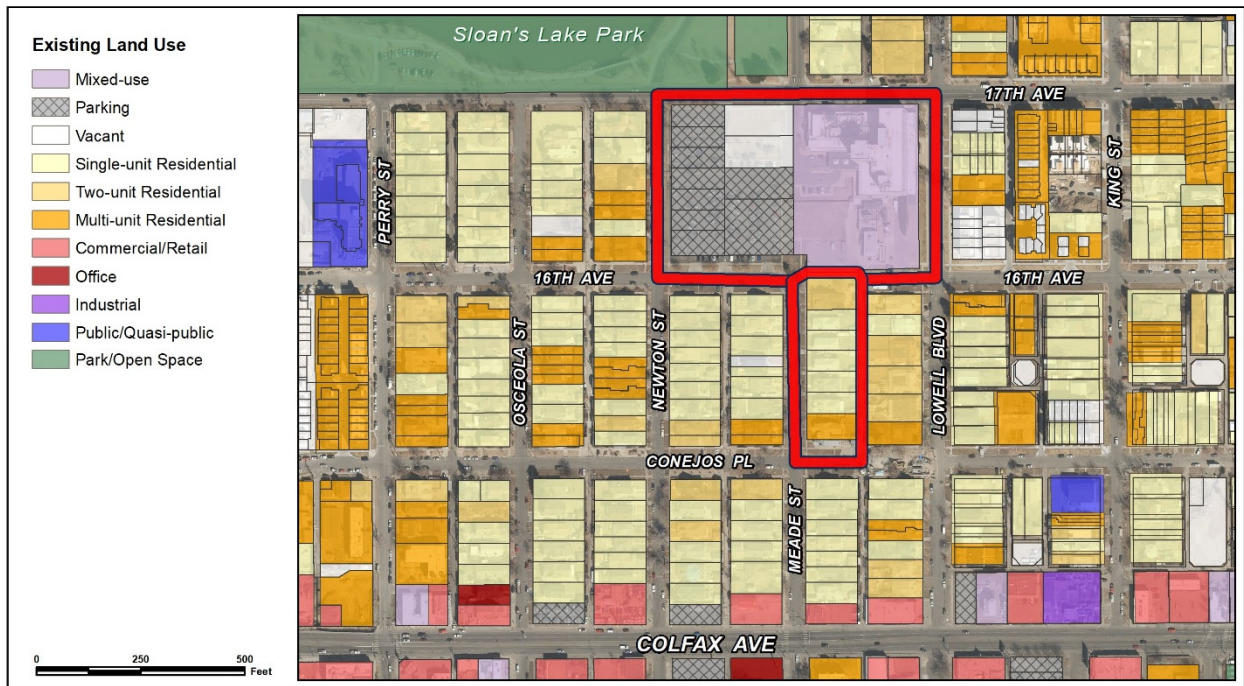 Existing Land Use
Mixed-use
Parking
Vacant
Single-unit Residential
Two-unit Residential
Multi-unit Residential
Commercial/Retail
Office
Industrial
Public/Quasi-public
Park/Open Space
0 250 500
Feet
Sloan's Lake Park
17TH AVE
PERRY ST
KING ST
16TH AVE
16TH AVE
OSCEOLA ST
NEWTON ST
LOWELL BLVD
CONEJOS PL
MEADE ST
COLFAX AVE